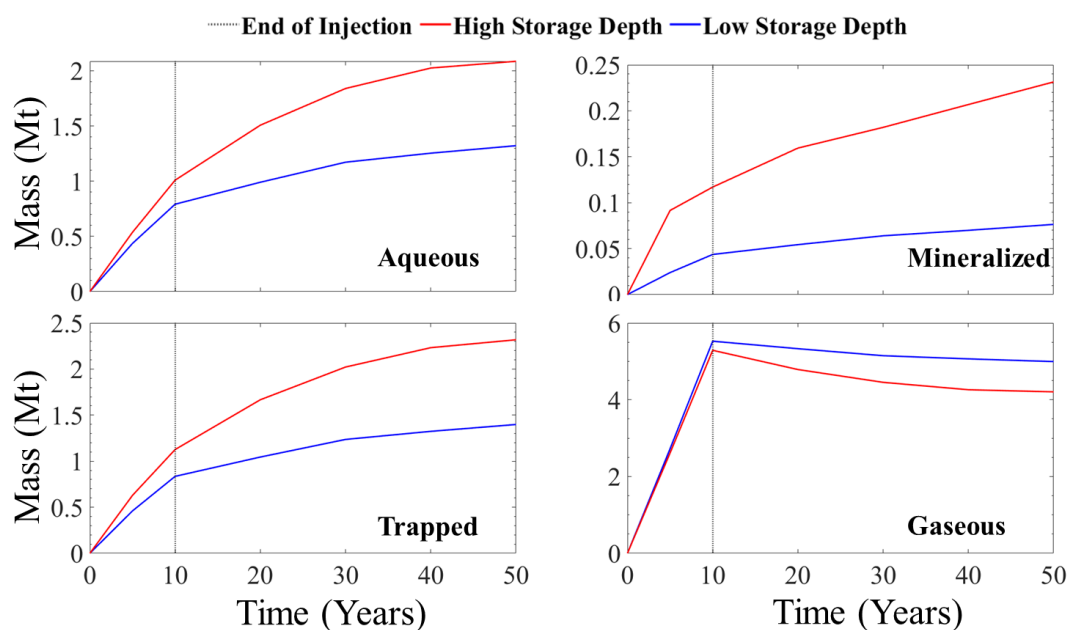 End of Injection High Storage Depth Low Storage Depth
Mass (Mt)
2
1.5
1
0.5
0
Aqueous
0.25
0.2
0.15
0.1
0.05
0
Mineralized
Mass (Mt)
2.5
2
1.5
1
0.5
0
Trapped
0 10 20 30 40 50
Time (Years)
6
4
2
0
Gaseous
0 10 20 30 40 50
Time (Years)